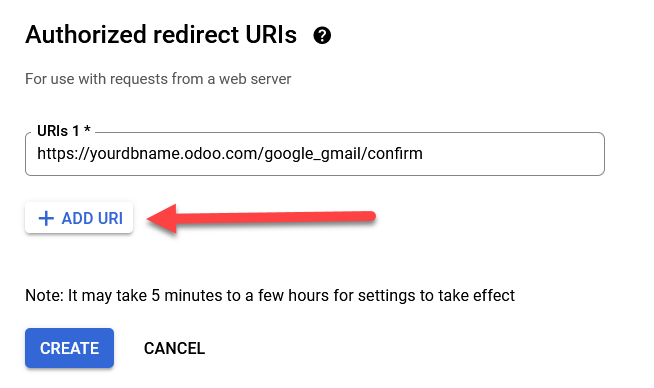 Authorized redirect URIs ?
For use with requests from a web server
URIs 1 *
https://yourdbname.odoo.com/google_gmail/confirm
+ ADD URI
Note: It may take 5 minutes to a few hours for settings to take effect
CREATE CANCEL